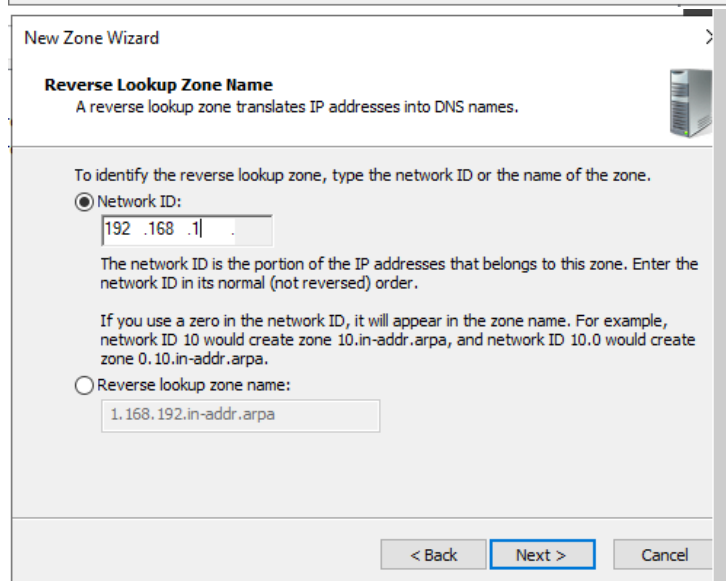 New Zone Wizard
Reverse Lookup Zone Name
A reverse lookup zone translates IP addresses into DNS names.
To identify the reverse lookup zone, type the network ID or the name of the zone.
Network ID:
192 .168 .1 .
The network ID is the portion of the IP addresses that belongs to this zone. Enter the
network ID in its normal (not reversed) order.
If you use a zero in the network ID, it will appear in the zone name. For example,
network ID 10 would create zone 10.in-addr.arpa, and network ID 10.0 would create
zone 0.10.in-addr.arpa.
Reverse lookup zone name:
1.168.192.in-addr.arpa
< Back Next > Cancel